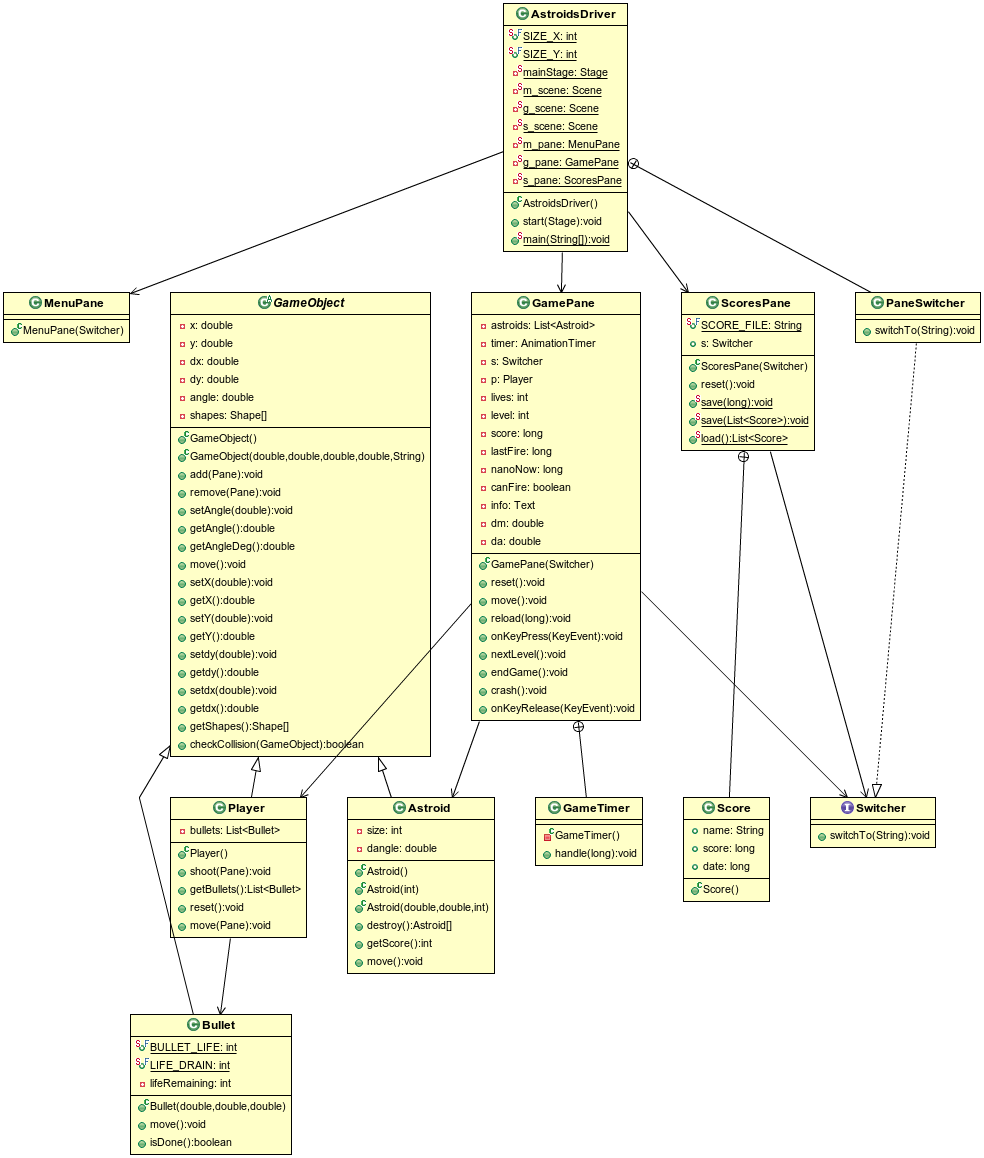 AstroidsDriver
SIZE_X: int
SIZE_Y: int
mainStage: Stage
m_scene: Scene
g_scene: Scene
s_scene: Scene
m_pane: MenuPane
g_pane: GamePane
s_pane: ScoresPane
AstroidsDriver()
start(Stage):void
main(String[]):void
MenuPane
MenuPane(Switcher)
GameObject
x: double
y: double
dx: double
dy: double
angle: double
shapes: Shape[]
GameObject()
GameObject(double,double,double,double,String)
add(Pane):void
remove(Pane):void
setAngle(double):void
getAngle():double
getAngleDeg():double
move():void
setX(double):void
getX():double
setY(double):void
getY():double
setdy(double):void
getdy():double
setdx(double):void
getdx():double
getShapes():Shape[]
checkCollision(GameObject):boolean
GamePane
astroids: List<Astroid>
timer: AnimationTimer
s: Switcher
p: Player
lives: int
level: int
score: long
lastFire: long
nanoNow: long
canFire: boolean
info: Text
dm: double
da: double
GamePane(Switcher)
reset():void
move():void
reload(long):void
onKeyPress(KeyEvent):void
nextLevel():void
endGame():void
crash():void
onKeyRelease(KeyEvent):void
ScoresPane
SCORE_FILE: String
s: Switcher
ScoresPane(Switcher)
reset():void
save(long):void
save(List<Score>):void
load():List<Score>
PaneSwitcher
switchTo(String):void
Player
bullets: List<Bullet>
Player()
shoot(Pane):void
getBullets():List<Bullet>
reset():void
move(Pane):void
Astroid
size: int
dangle: double
Astroid()
Astroid(int)
Astroid(double,double,int)
destroy():Astroid[]
getScore():int
move():void
GameTimer
GameTimer()
handle(long):void
Score
name: String
score: long
date: long
Score()
Switcher
switchTo(String):void
Bullet
BULLET_LIFE: int
LIFE_DRAIN: int
lifeRemaining: int
Bullet(double,double,double)
move():void
isDone():boolean